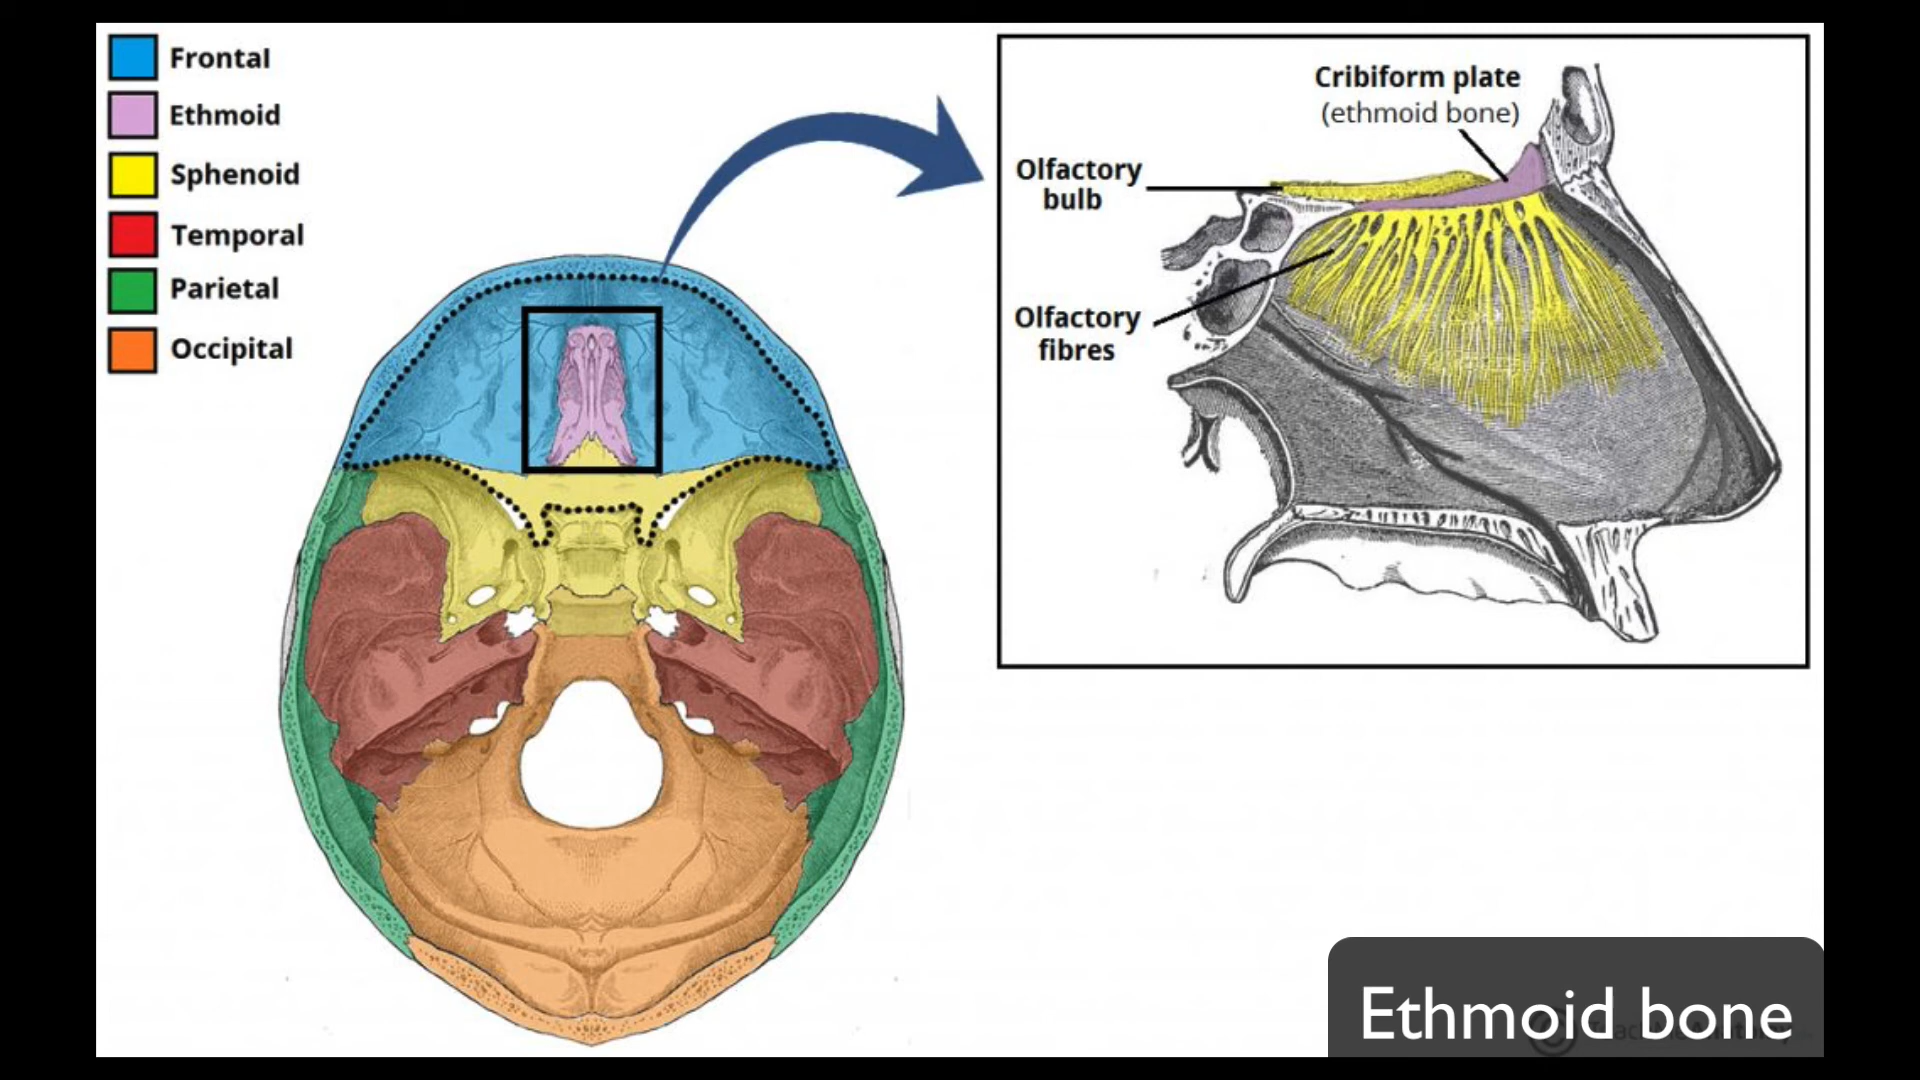 Frontal
Ethmoid
Sphenoid
Temporal
Parietal
Occipital
Cribiform plate
(ethmoid bone)
Olfactory
bulb
Olfactory
fibres
Ethmoid bone